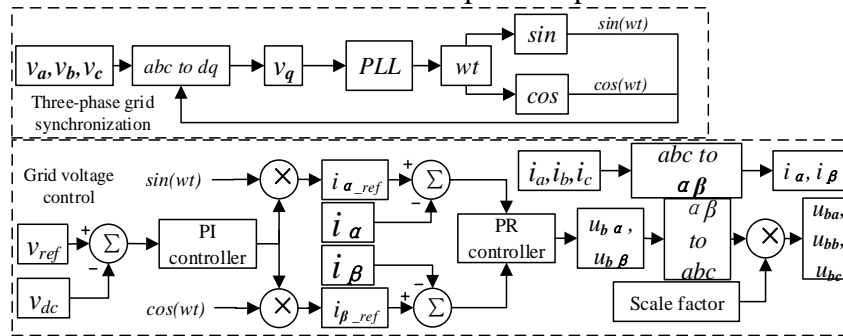 v_a,v_b,v_c
abc to dq
v_q
PLL
wt
sin
sin(wt)
cos
cos(wt)
Three-phase grid
synchronization
Grid voltage
control
sin(wt)
v_ref
+
−
Σ
PI
controller
v_dc
cos(wt)
×
×
i_α_ref
+
−
Σ
i α
i β
i_β_ref
+
−
Σ
PR
controller
i_a,i_b,i_c
abc to
αβ
i_α, i_β
u_bα,
u_bβ
αβ
to
abc
×
Scale factor
u_ba,
u_bb,
u_bc